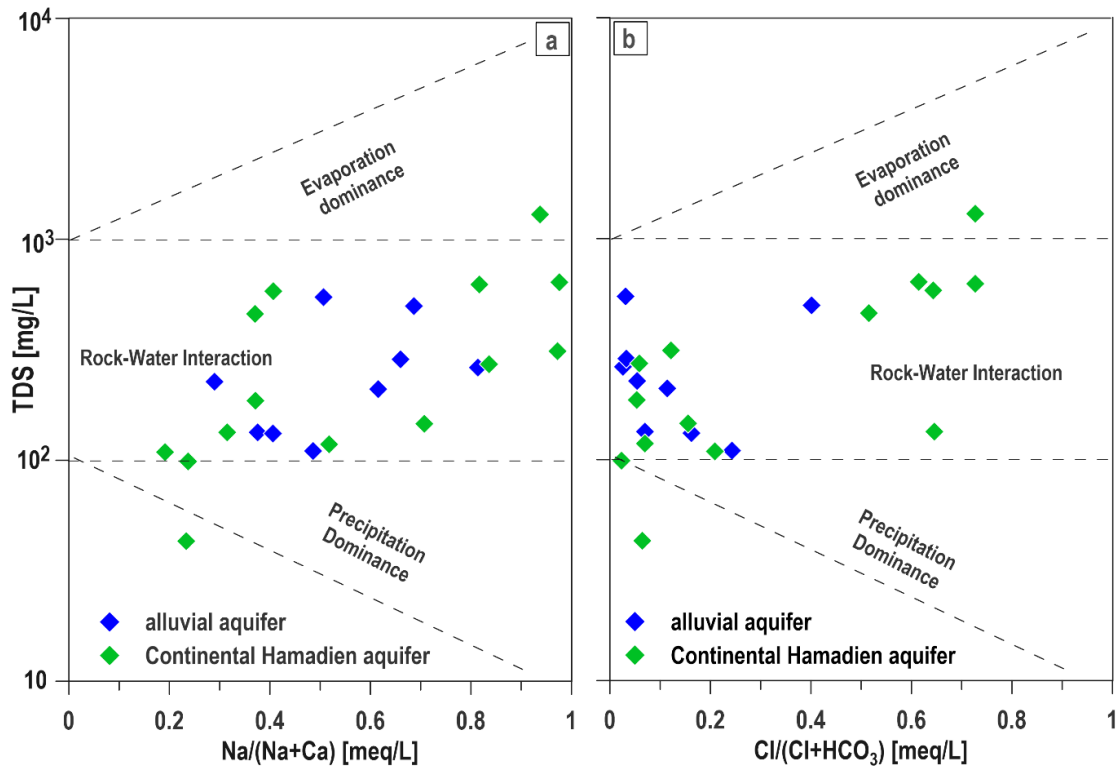 10⁴
a
b
Evaporation
dominance
Evaporation
dominance
10³
TDS [mg/L]
Rock-Water Interaction
Rock-Water Interaction
10²
Precipitation
Dominance
Precipitation
Dominance
alluvial aquifer
Continental Hamadien aquifer
alluvial aquifer
Continental Hamadien aquifer
10
0 0.2 0.4 0.6 0.8 1
0 0.2 0.4 0.6 0.8 1
Na/(Na+Ca) [meq/L]
Cl/(Cl+HCO₃) [meq/L]